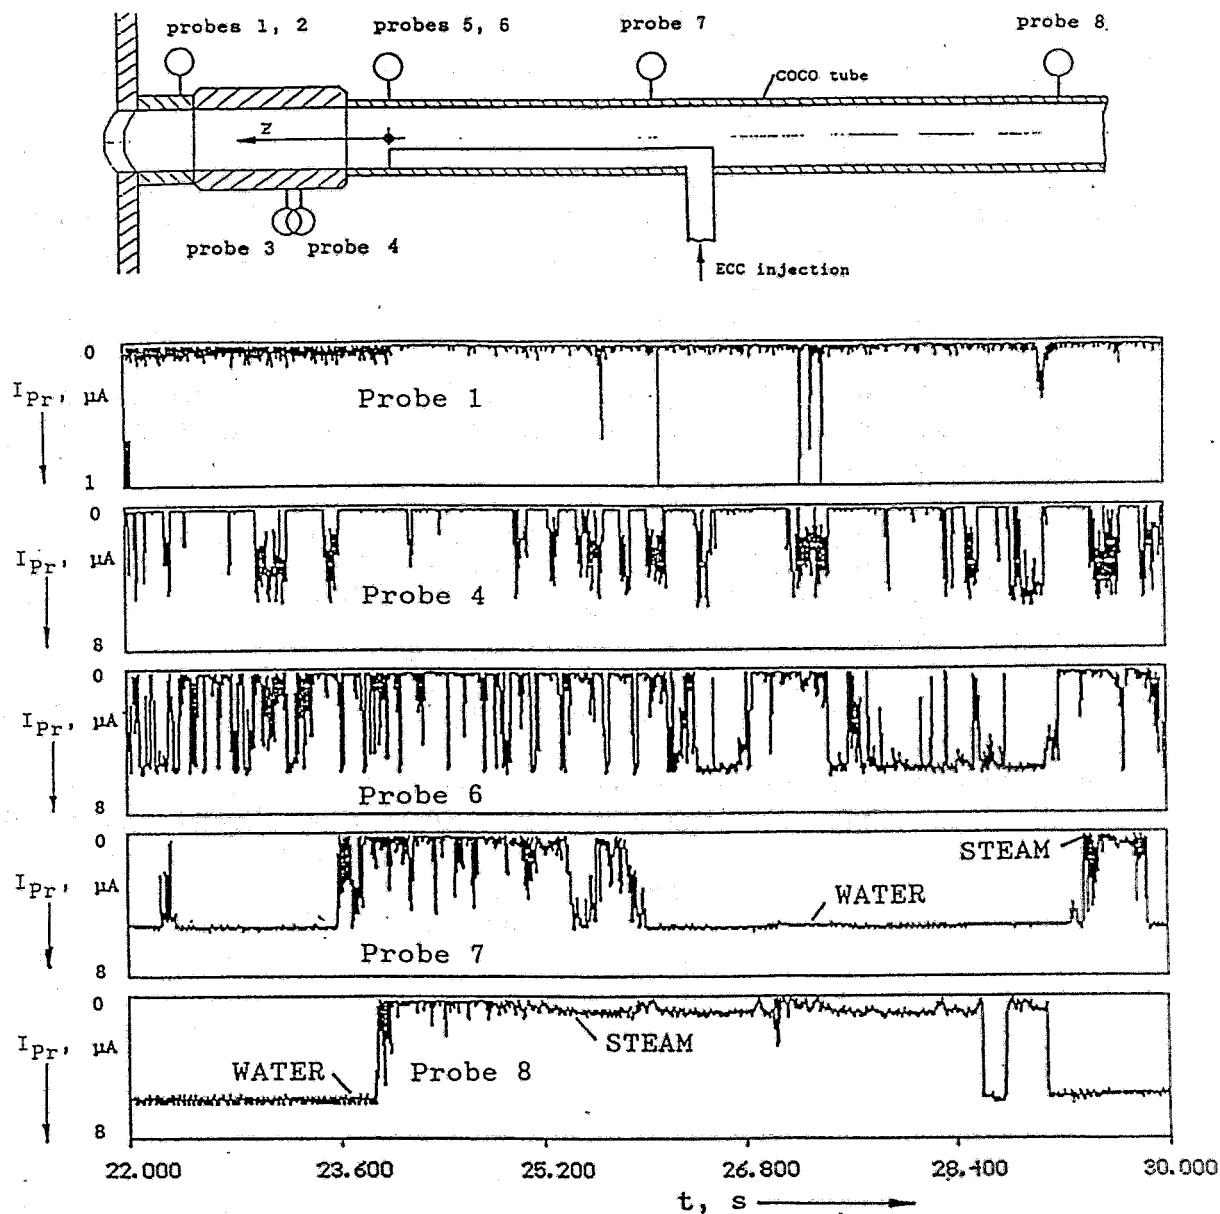 probes 1, 2 probes 5, 6 probe 7 probe 8
COCO tube
z
probe 3 probe 4
ECC injection
0
I Pr, μA
Probe 1
1
0
I Pr, μA
Probe 4
8
0
I Pr, μA
Probe 6
8
0
STEAM
I Pr, μA
WATER
Probe 7
8
0
I Pr, μA
STEAM
WATER
Probe 8
8
22.000 23.600 25.200 26.800 28.400 30.000
t, s